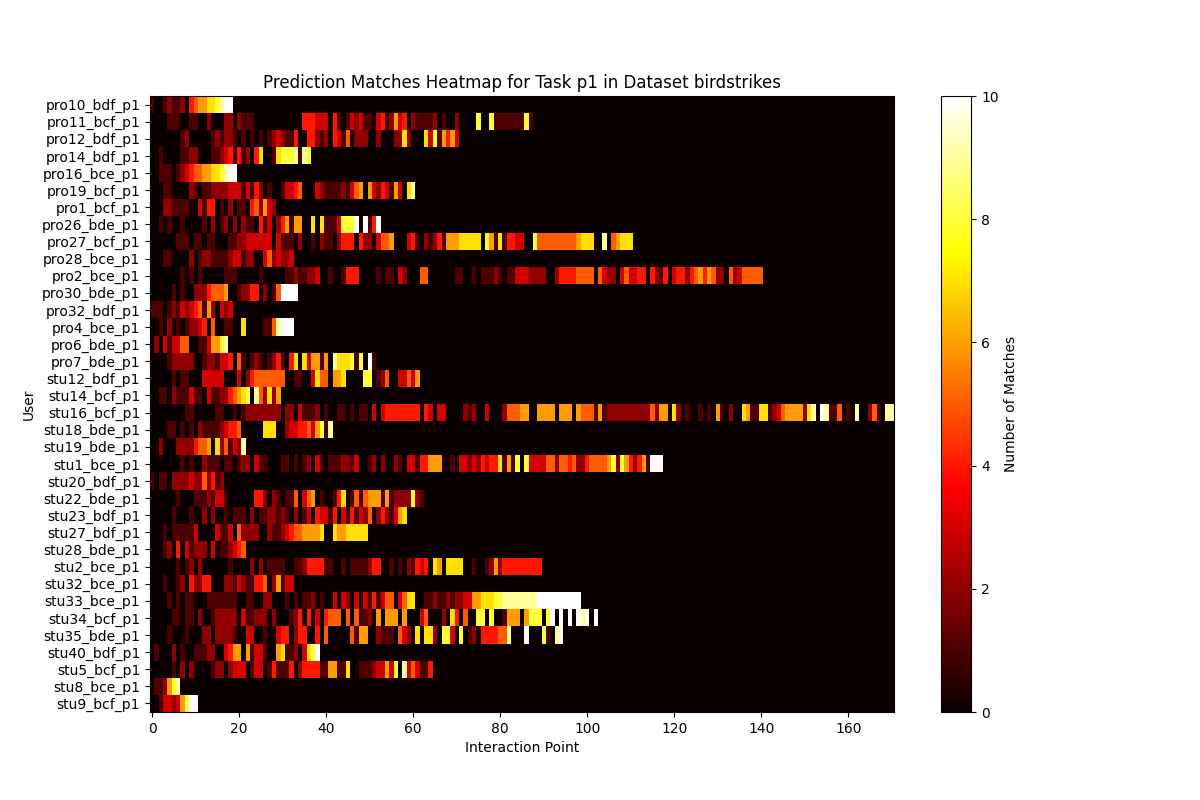 Prediction Matches Heatmap for Task p1 in Dataset birdstrikes
User
pro10_bdf_p1
pro11_bcf_p1
pro12_bdf_p1
pro14_bdf_p1
pro16_bce_p1
pro19_bcf_p1
pro1_bcf_p1
pro26_bde_p1
pro27_bcf_p1
pro28_bce_p1
pro2_bce_p1
pro30_bde_p1
pro32_bdf_p1
pro4_bce_p1
pro6_bde_p1
pro7_bde_p1
stu12_bdf_p1
stu14_bcf_p1
stu16_bcf_p1
stu18_bde_p1
stu19_bde_p1
stu1_bce_p1
stu20_bdf_p1
stu22_bde_p1
stu23_bdf_p1
stu27_bdf_p1
stu28_bde_p1
stu2_bce_p1
stu32_bce_p1
stu33_bce_p1
stu34_bcf_p1
stu35_bde_p1
stu40_bdf_p1
stu5_bcf_p1
stu8_bce_p1
stu9_bcf_p1
0 20 40 60 80 100 120 140 160
Interaction Point
10
8
6
4
2
0
Number of Matches